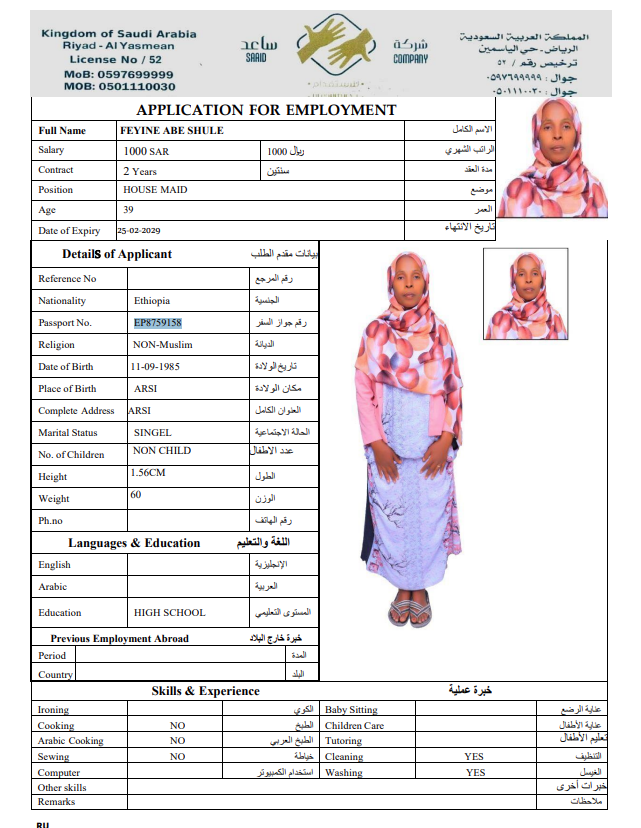 Kingdom of Saudi Arabia
Riyadh - Al Yasmean
License No / 52
MoB: 0597699999
MOB: 0501110030
ساعد
SAAID
شركة
COMPANY
للاستقدام
المملكة العربية السعودية
الرياض - حي الياسمين
ترخيص رقم / ٥٢
جوال : ٠٥٩٧٦٩٩٩٩٩
جوال : ٠٥٠١١١٠٠٣٠
APPLICATION FOR EMPLOYMENT
Full Name FEYINE ABE SHULE الاسم الكامل
Salary 1000 SAR 1000 ريال الراتب الشهري
Contract 2 Years سنتين مدة العقد
Position HOUSE MAID موضع
Age 39 العمر
Date of Expiry 25-02-2029 تاريخ الانتهاء
Details of Applicant بيانات مقدم الطلب
Reference No رقم المرجع
Nationality Ethiopia الجنسية
Passport No. EP8759158 رقم جواز السفر
Religion NON-Muslim الديانة
Date of Birth 11-09-1985 تاريخ الولادة
Place of Birth ARSI مكان الولادة
Complete Address ARSI العنوان الكامل
Marital Status SINGEL الحالة الاجتماعية
No. of Children NON CHILD عدد الاطفال
Height 1.56CM الطول
Weight 60 الوزن
Ph.no رقم الهاتف
Languages & Education اللغة والتعليم
English الإنجليزية
Arabic العربية
Education HIGH SCHOOL المستوى التعليمي
Previous Employment Abroad خبرة خارج البلاد
Period المدة
Country البلد
Skills & Experience خبرة عملية
Ironing الكوي Baby Sitting عناية الرضع
Cooking NO الطبخ Children Care عناية الأطفال
Arabic Cooking NO الطبخ العربي Tutoring تعليم الأطفال
Sewing NO خياطة Cleaning YES التنظيف
Computer استخدام الكمبيوتر Washing YES الغيسل
Other skills خبرات أخرى
Remarks ملاحظات
RU